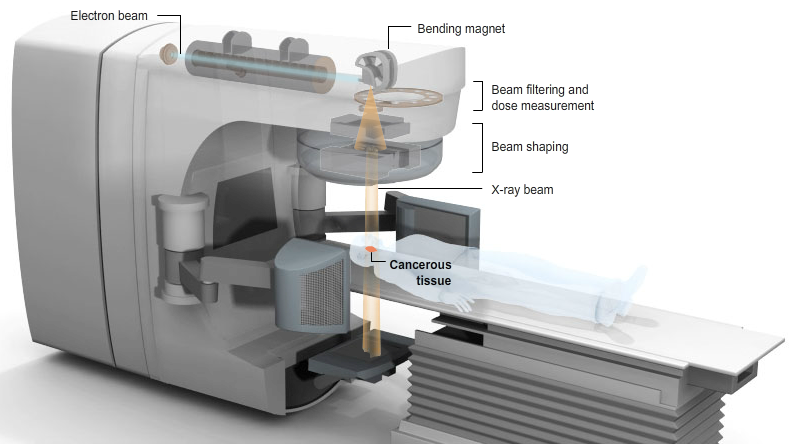 Electron beam
Bending magnet
Beam filtering and
dose measurement
Beam shaping
X-ray beam
Cancerous
tissue